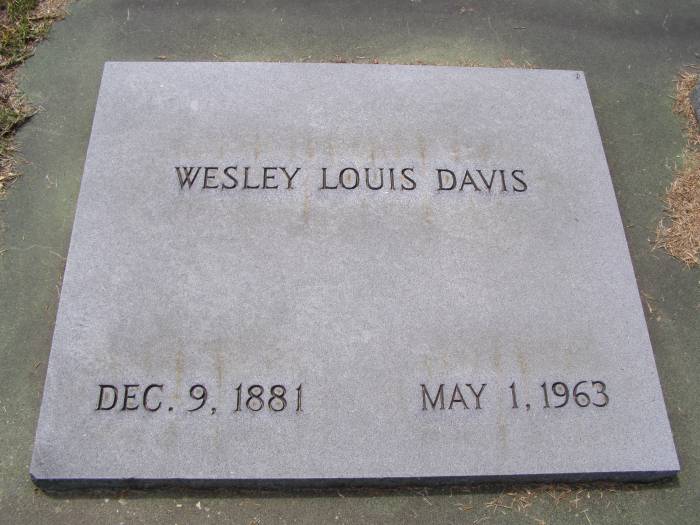 WESLEY LOUIS DAVIS
DEC. 9, 1881 MAY 1, 1963